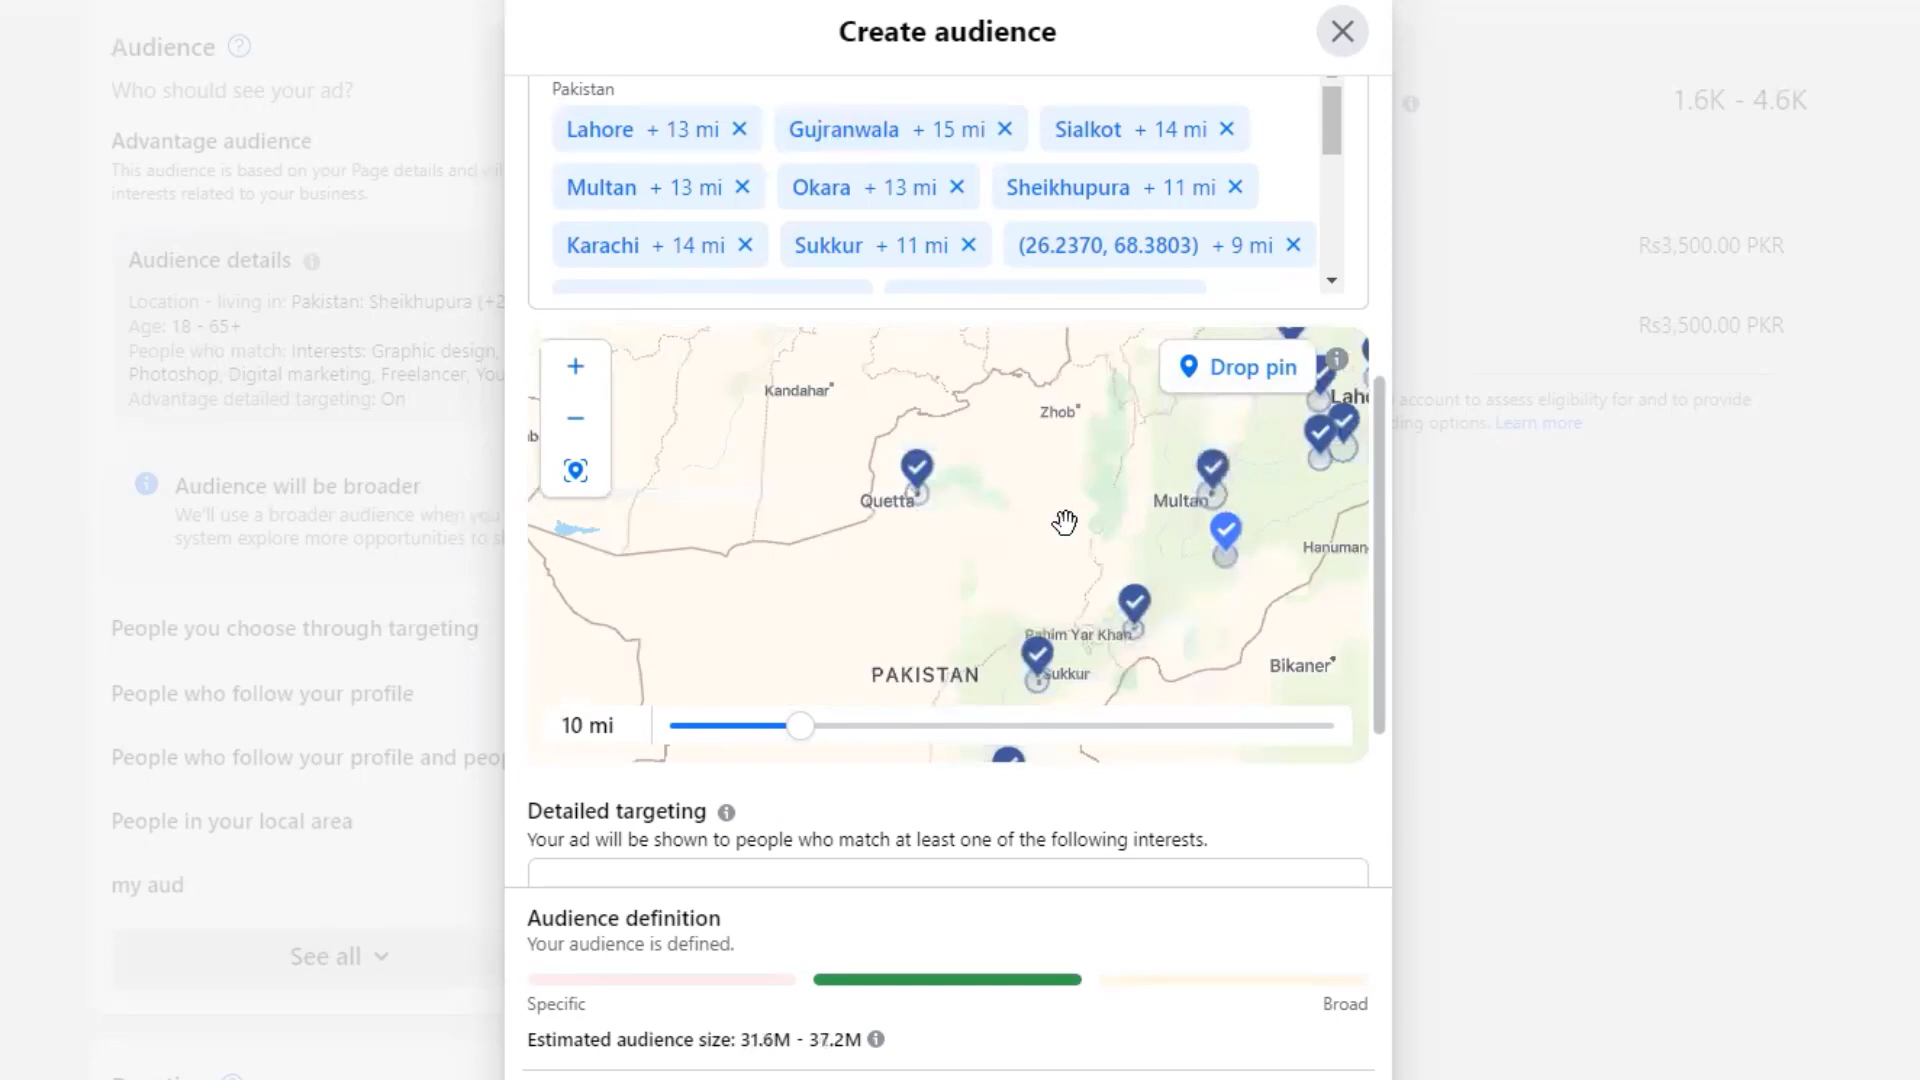 Audience
Who should see your ad?
Advantage audience
This audience is based on your Page details and will
interests related to your business.
Audience details
Location - living in: Pakistan: Sheikhupura (+2
Age: 18 - 65+
People who match: Interests: Graphic design,
Photoshop, Digital marketing, Freelancer, You
Advantage detailed targeting: On
Audience will be broader
We'll use a broader audience when you
system explore more opportunities to s
People you choose through targeting
People who follow your profile
People who follow your profile and peop
People in your local area
my aud
See all
Create audience
Pakistan
Lahore + 13 mi
Gujranwala + 15 mi
Sialkot + 14 mi
Multan + 13 mi
Okara + 13 mi
Sheikhupura + 11 mi
Karachi + 14 mi
Sukkur + 11 mi
(26.2370, 68.3803) + 9 mi
Drop pin
Kandahar
Zhob
Laho
Quetta
Multan
Hanuman
Rahim Yar Khan
Sukkur
Bikaner
PAKISTAN
10 mi
Detailed targeting
Your ad will be shown to people who match at least one of the following interests.
Audience definition
Your audience is defined.
Specific
Broad
Estimated audience size: 31.6M - 37.2M
1.6K - 4.6K
Rs3,500.00 PKR
Rs3,500.00 PKR
account to assess eligibility for and to provide
ding options. Learn more